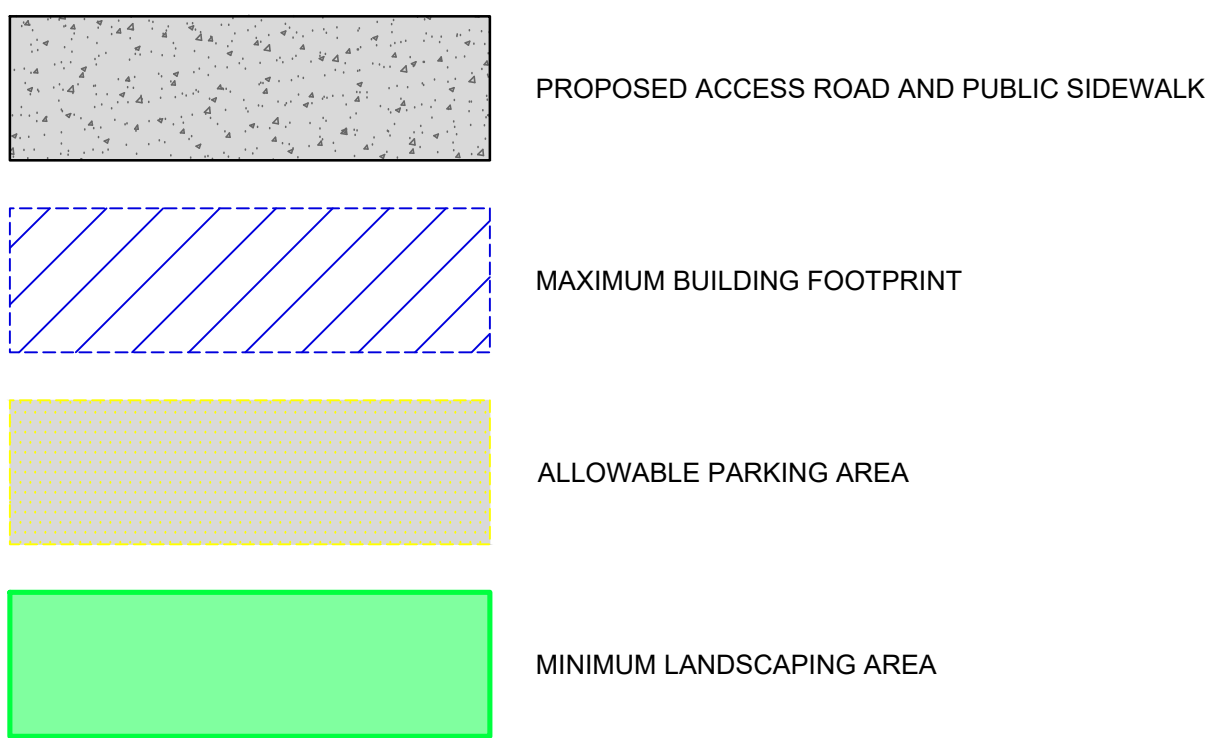 PROPOSED ACCESS ROAD AND PUBLIC SIDEWALK
MAXIMUM BUILDING FOOTPRINT
ALLOWABLE PARKING AREA
MINIMUM LANDSCAPING AREA